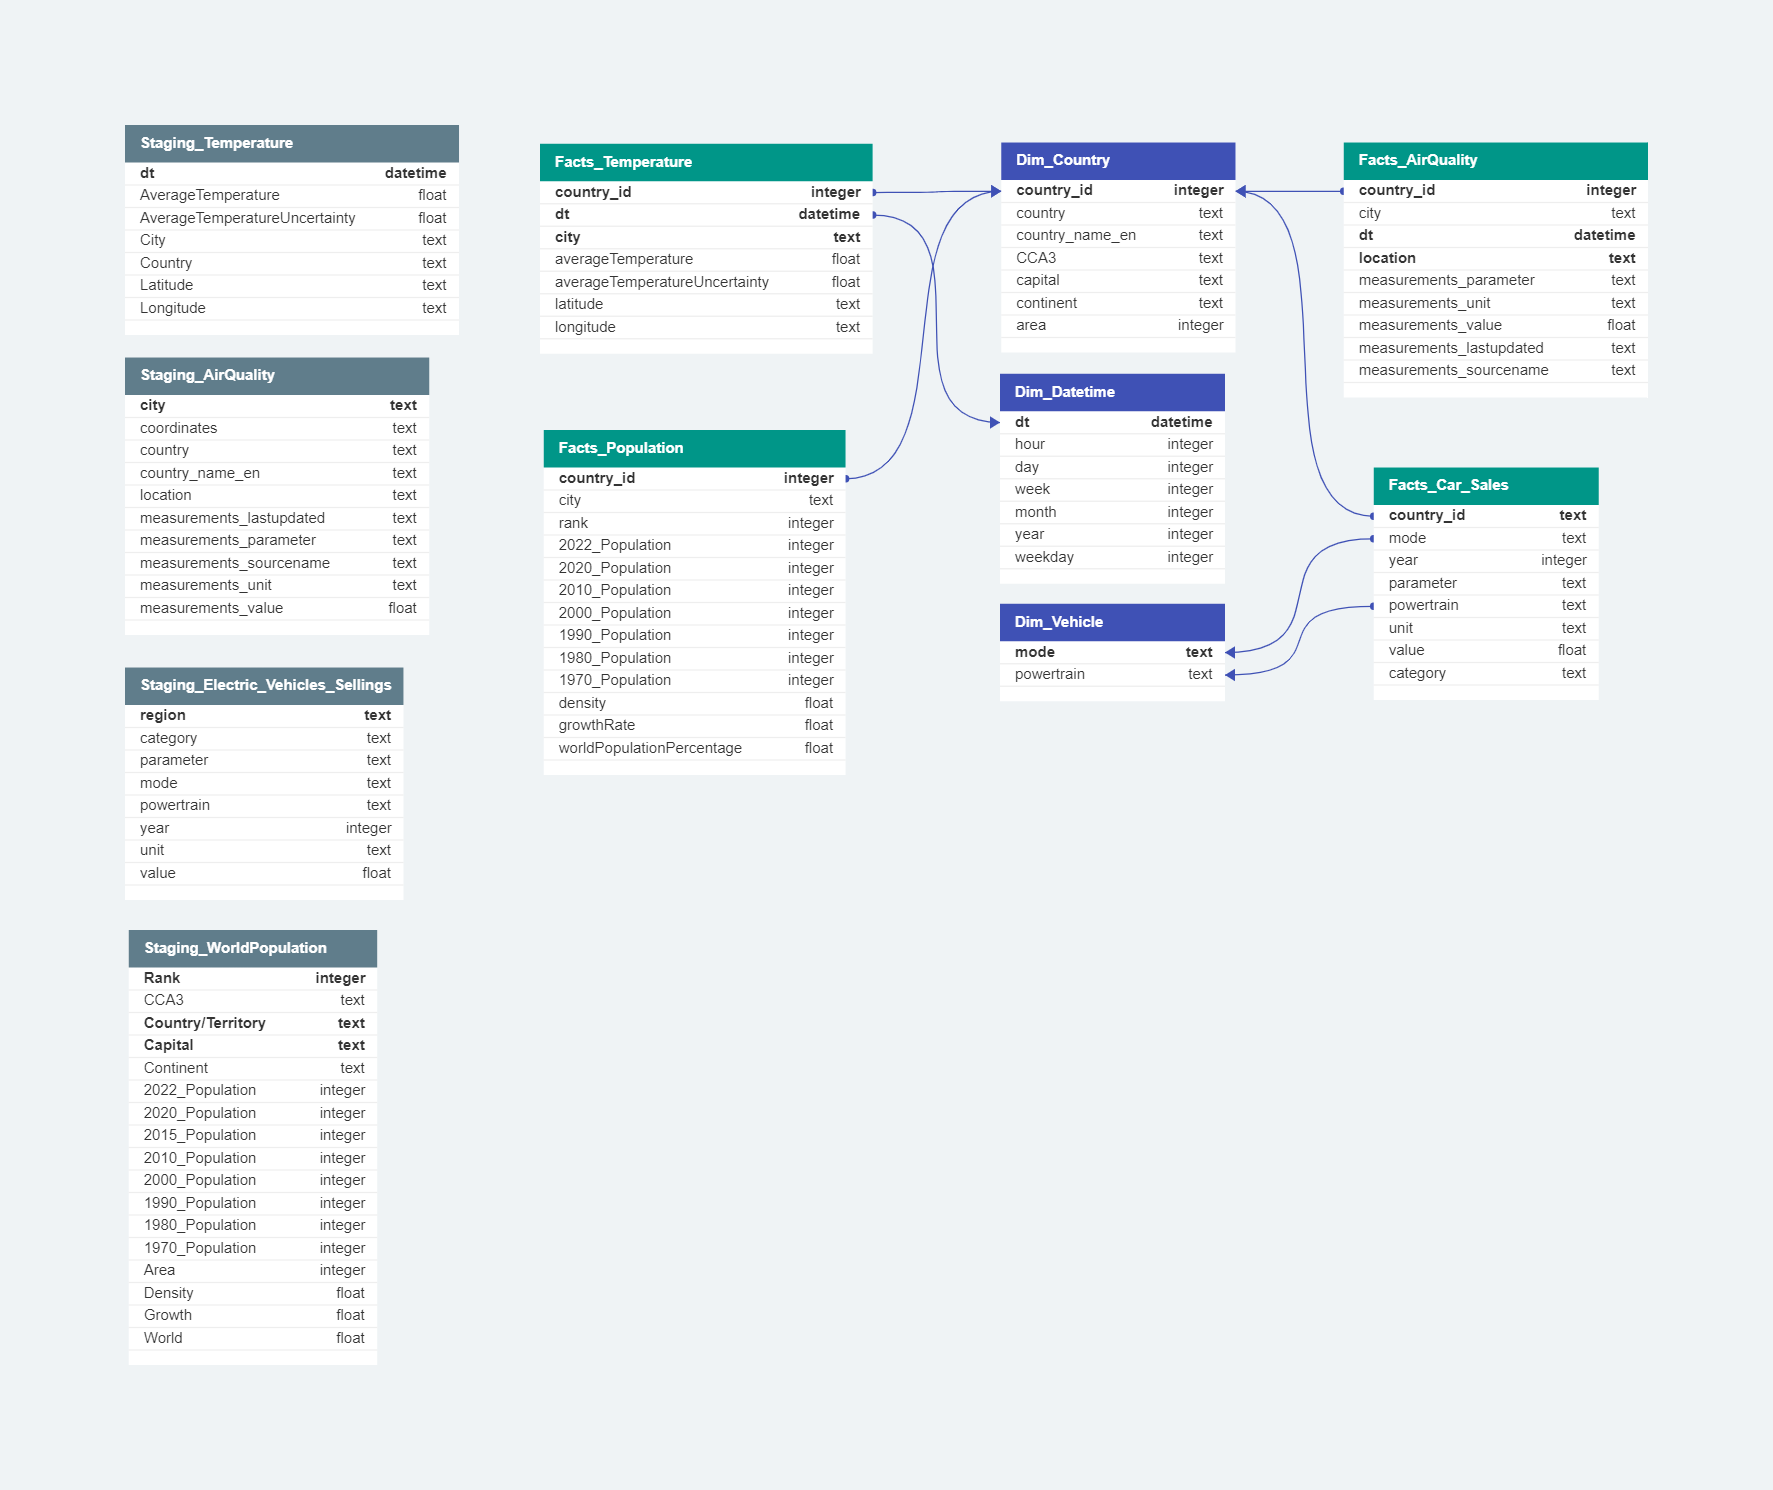 Staging_Temperature
dt datetime
AverageTemperature float
AverageTemperatureUncertainty float
City text
Country text
Latitude text
Longitude text
Staging_AirQuality
city text
coordinates text
country text
country_name_en text
location text
measurements_lastupdated text
measurements_parameter text
measurements_sourcename text
measurements_unit text
measurements_value float
Staging_Electric_Vehicles_Sellings
region text
category text
parameter text
mode text
powertrain text
year integer
unit text
value float
Staging_WorldPopulation
Rank integer
CCA3 text
Country/Territory text
Capital text
Continent text
2022_Population integer
2020_Population integer
2015_Population integer
2010_Population integer
2000_Population integer
1990_Population integer
1980_Population integer
1970_Population integer
Area integer
Density float
Growth float
World float
Facts_Temperature
country_id integer
dt datetime
city text
averageTemperature float
averageTemperatureUncertainty float
latitude text
longitude text
Facts_Population
country_id integer
city text
rank integer
2022_Population integer
2020_Population integer
2010_Population integer
2000_Population integer
1990_Population integer
1980_Population integer
1970_Population integer
density float
growthRate float
worldPopulationPercentage float
Dim_Country
country_id integer
country text
country_name_en text
CCA3 text
capital text
continent text
area integer
Dim_Datetime
dt datetime
hour integer
day integer
week integer
month integer
year integer
weekday integer
Dim_Vehicle
mode text
powertrain text
Facts_AirQuality
country_id integer
city text
dt datetime
location text
measurements_parameter text
measurements_unit text
measurements_value float
measurements_lastupdated text
measurements_sourcename text
Facts_Car_Sales
country_id text
mode text
year integer
parameter text
powertrain text
unit text
value float
category text